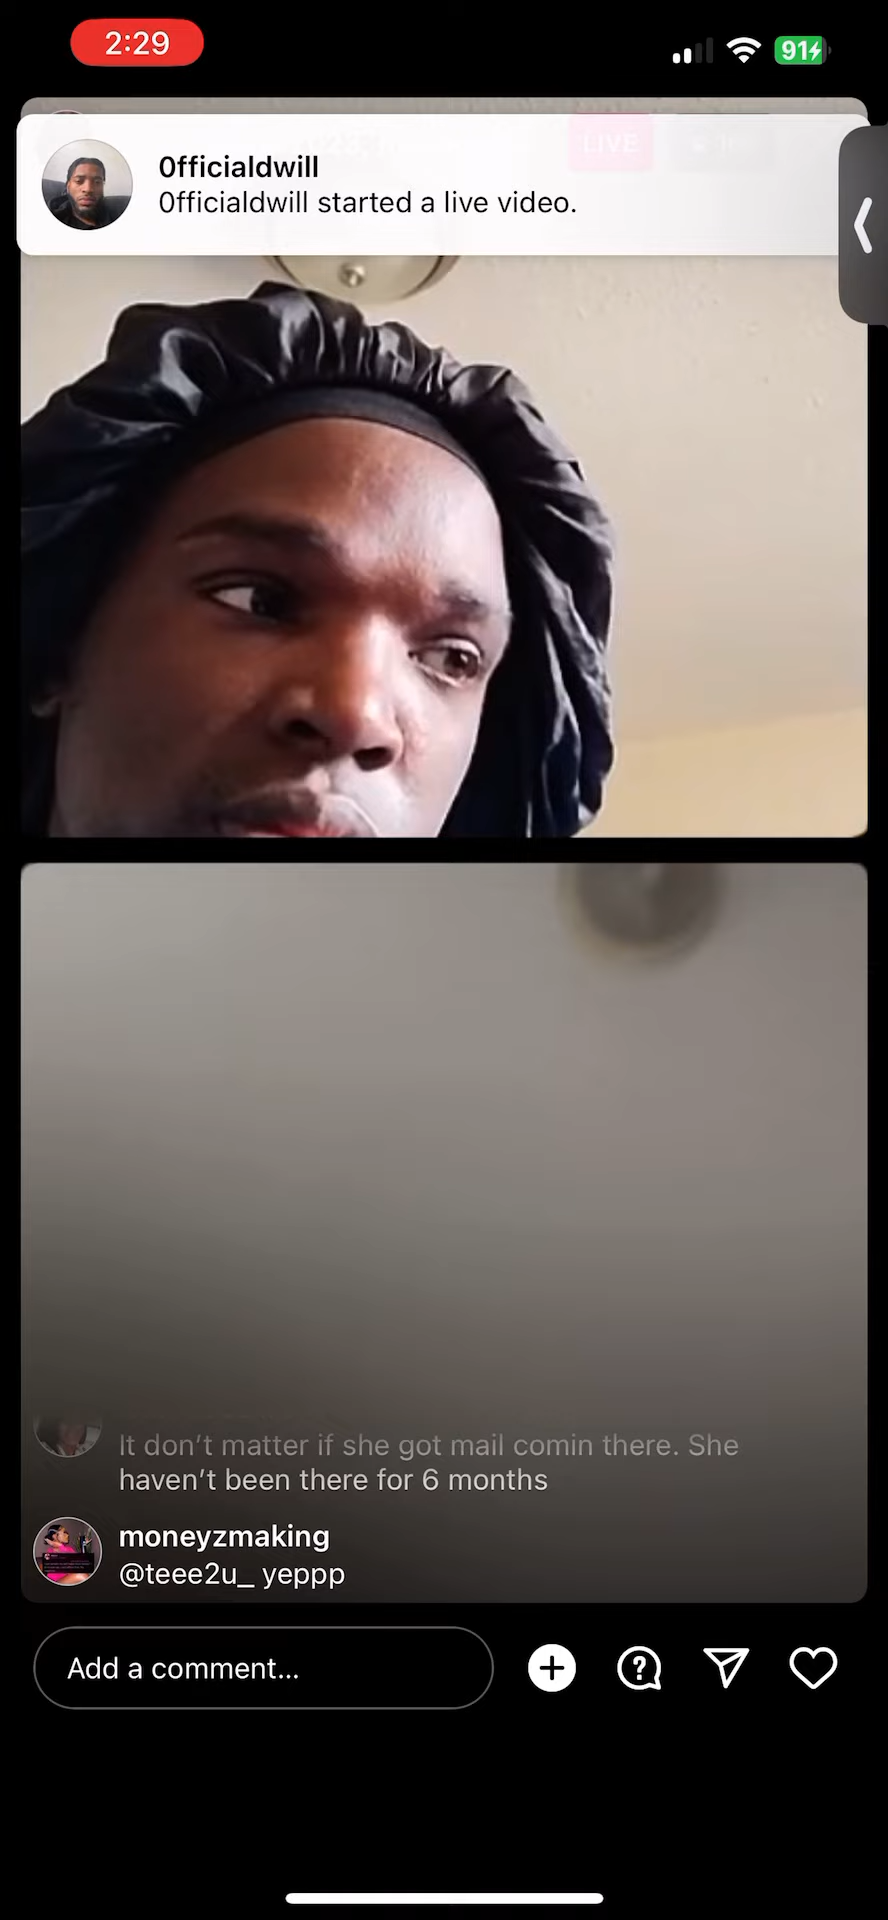 2:29
91
LIVE
0fficialdwill
0fficialdwill started a live video.
It don't matter if she got mail comin there. She
haven't been there for 6 months
moneyzmaking
@teee2u_ yeppp
Add a comment...